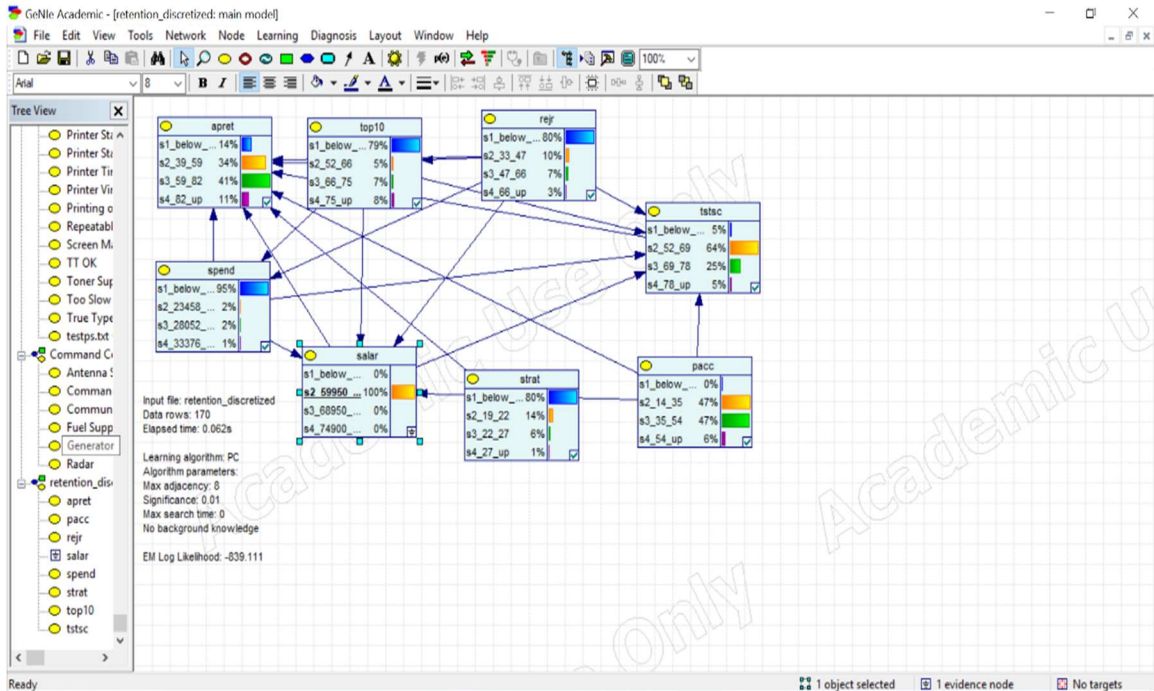 GeNIe Academic - [retention_discretized: main model]
File Edit View Tools Network Node Learning Diagnosis Layout Window Help
100%
Arial 8 B I
Tree View
Printer Sta
Printer Sta
Printer Tir
Printer Vir
Printing o
Repeatabl
Screen Ma
TT OK
Toner Sup
Too Slow
True Type
testps.txt
Command Ce
Antenna S
Comman
Commun
Fuel Supp
Generator
Radar
retention_disc
apret
pacc
rejr
salar
spend
strat
top10
tstsc
apret
s1_below_... 14%
s2_39_59 34%
s3_59_82 41%
s4_82_up 11%
top10
s1_below_... 79%
s2_52_66 5%
s3_66_75 7%
s4_75_up 8%
rejr
s1_below_... 80%
s2_33_47 10%
s3_47_66 7%
s4_66_up 3%
tstsc
s1_below_... 5%
s2_52_69 64%
s3_69_78 25%
s4_78_up 5%
spend
s1_below_... 95%
s2_23458_... 2%
s3_28052_... 2%
s4_33376_... 1%
salar
s1_below_... 0%
s2_59950_... 100%
s3_68950_... 0%
s4_74900_... 0%
strat
s1_below_... 80%
s2_19_22 14%
s3_22_27 6%
s4_27_up 1%
pacc
s1_below_... 0%
s2_14_35 47%
s3_35_54 47%
s4_54_up 6%
Input file: retention_discretized
Data rows: 170
Elapsed time: 0.062s
Learning algorithm: PC
Algorithm parameters:
Max adjacency: 8
Significance: 0.01
Max search time: 0
No background knowledge
EM Log Likelihood: -839.111
Academic Use Only
Academic U
Use Only
Ready 1 object selected 1 evidence node No targets